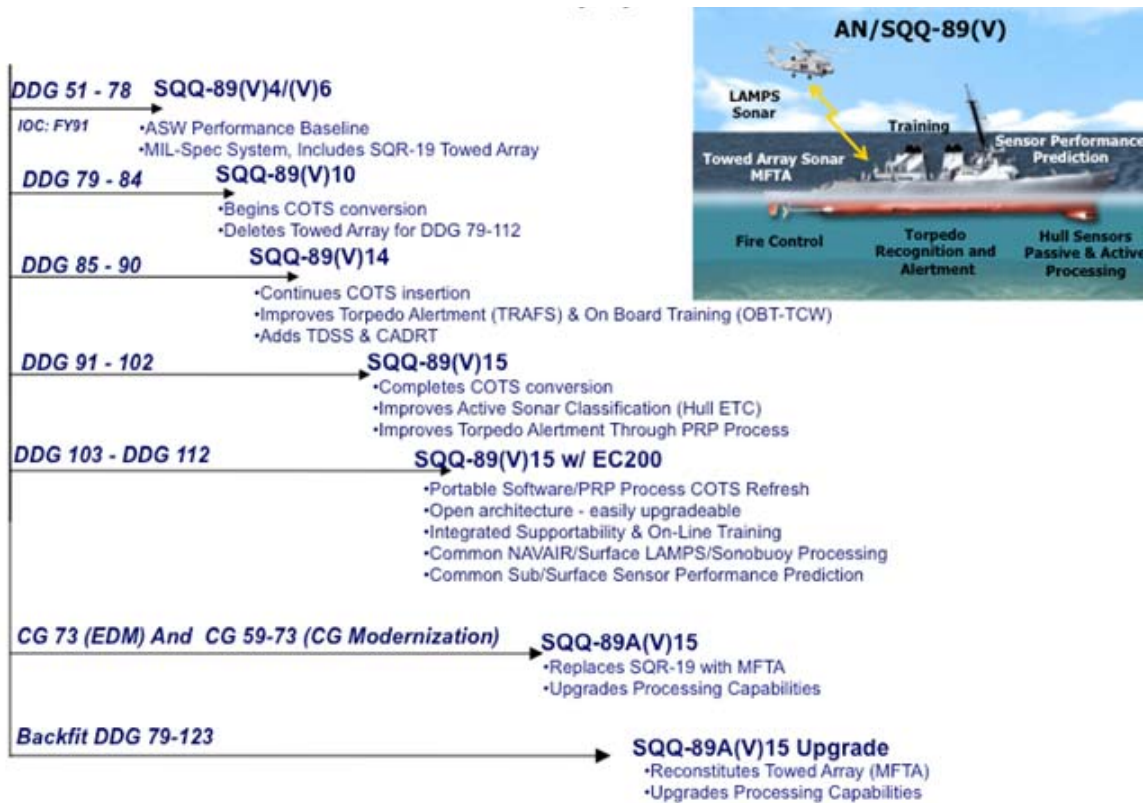 AN/SQQ-89(V)
LAMPS
Sonar
Training
Sensor Performance
Prediction
Towed Array Sonar
MFTA
Fire Control
Torpedo
Recognition and
Alertment
Hull Sensors
Passive & Active
Processing
DDG 51 - 78 SQQ-89(V)4/(V)6
IOC: FY91
•ASW Performance Baseline
•MIL-Spec System, Includes SQR-19 Towed Array
DDG 79 - 84 SQQ-89(V)10
•Begins COTS conversion
•Deletes Towed Array for DDG 79-112
DDG 85 - 90 SQQ-89(V)14
•Continues COTS insertion
•Improves Torpedo Alertment (TRAFS) & On Board Training (OBT-TCW)
•Adds TDSS & CADRT
DDG 91 - 102 SQQ-89(V)15
•Completes COTS conversion
•Improves Active Sonar Classification (Hull ETC)
•Improves Torpedo Alertment Through PRP Process
DDG 103 - DDG 112 SQQ-89(V)15 w/ EC200
•Portable Software/PRP Process COTS Refresh
•Open architecture - easily upgradeable
•Integrated Supportability & On-Line Training
•Common NAVAIR/Surface LAMPS/Sonobuoy Processing
•Common Sub/Surface Sensor Performance Prediction
CG 73 (EDM) And CG 59-73 (CG Modernization) SQQ-89A(V)15
•Replaces SQR-19 with MFTA
•Upgrades Processing Capabilities
Backfit DDG 79-123 SQQ-89A(V)15 Upgrade
•Reconstitutes Towed Array (MFTA)
•Upgrades Processing Capabilities